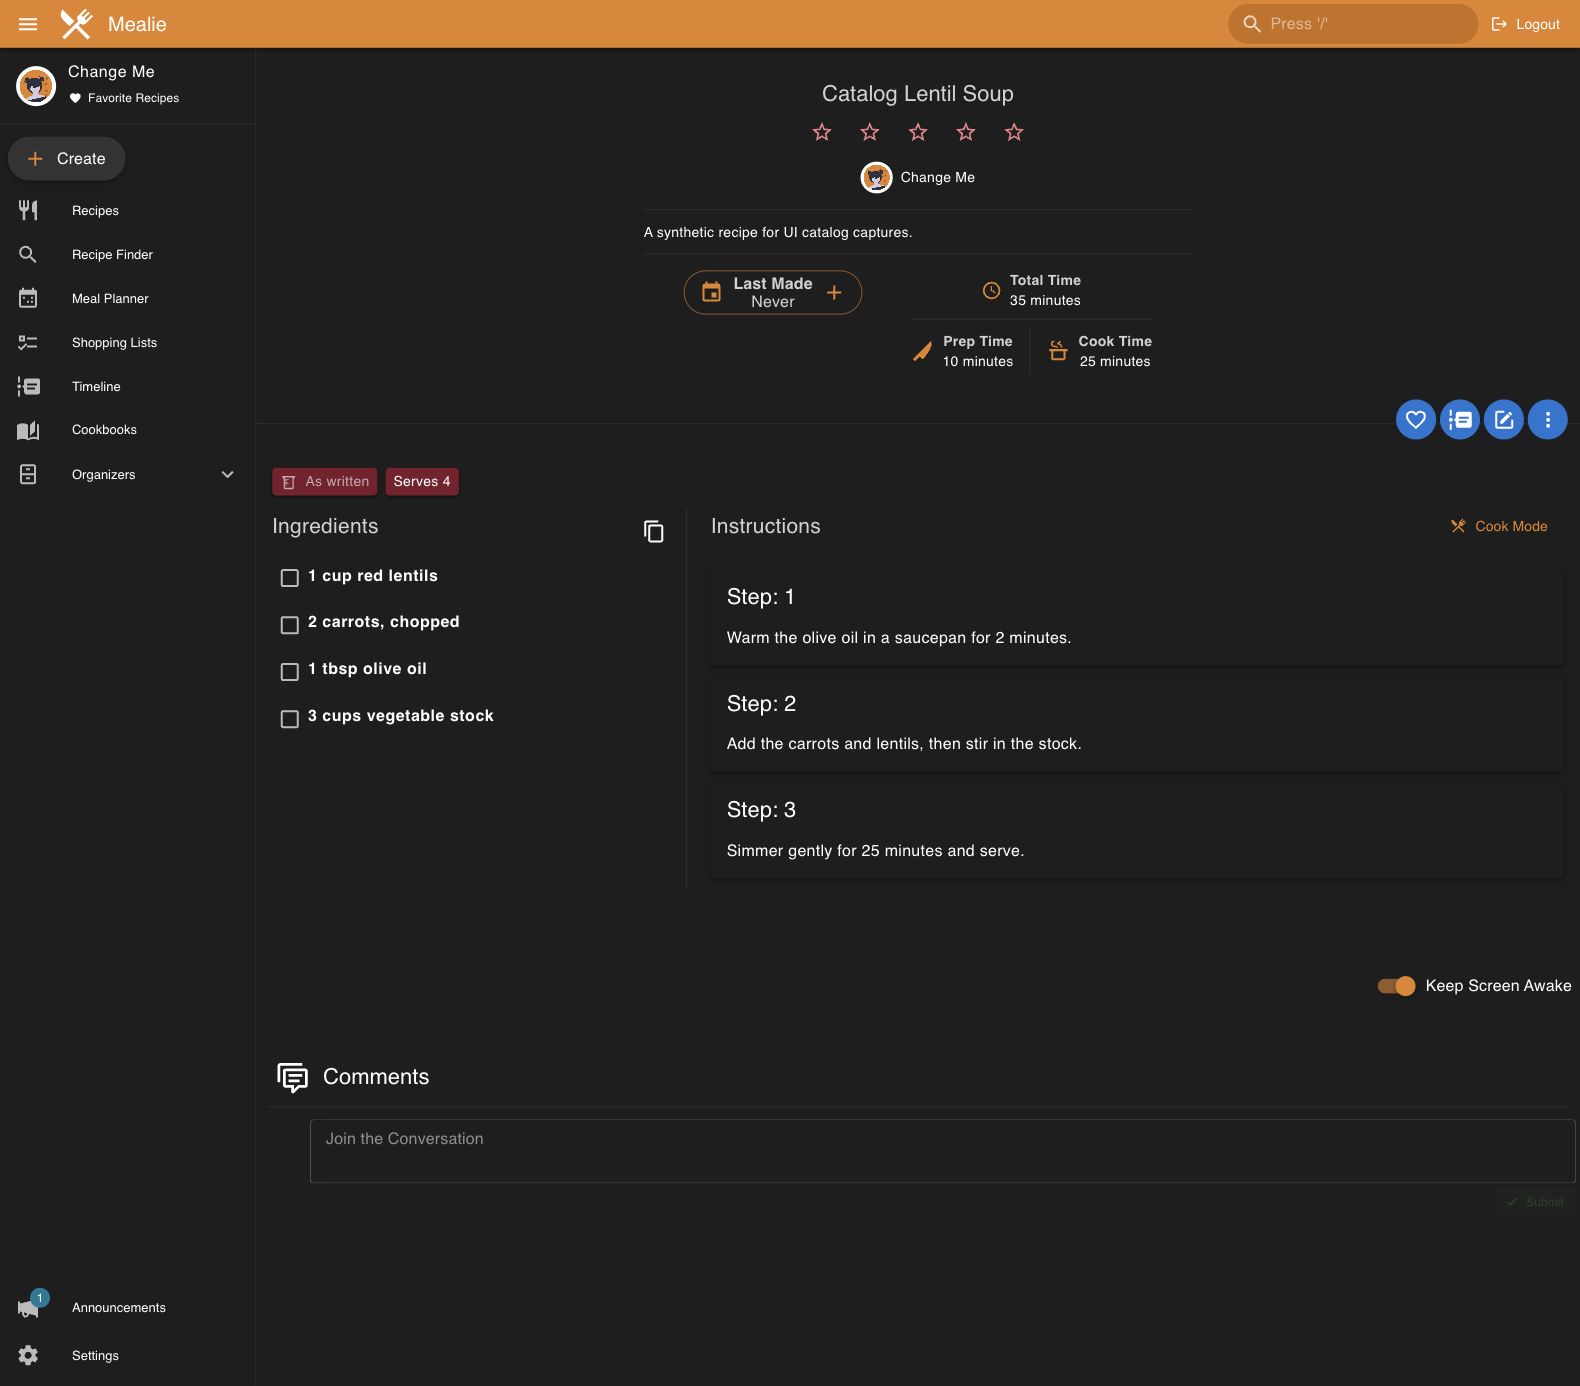 Mealie
Press '/'
Logout
Change Me
Favorite Recipes
Create
Recipes
Recipe Finder
Meal Planner
Shopping Lists
Timeline
Cookbooks
Organizers
Catalog Lentil Soup
Change Me
A synthetic recipe for UI catalog captures.
Last Made
Never
Total Time
35 minutes
Prep Time
10 minutes
Cook Time
25 minutes
As written
Serves 4
Ingredients
1 cup red lentils
2 carrots, chopped
1 tbsp olive oil
3 cups vegetable stock
Instructions
Cook Mode
Step: 1
Warm the olive oil in a saucepan for 2 minutes.
Step: 2
Add the carrots and lentils, then stir in the stock.
Step: 3
Simmer gently for 25 minutes and serve.
Keep Screen Awake
Comments
Join the Conversation
Submit
1
Announcements
Settings